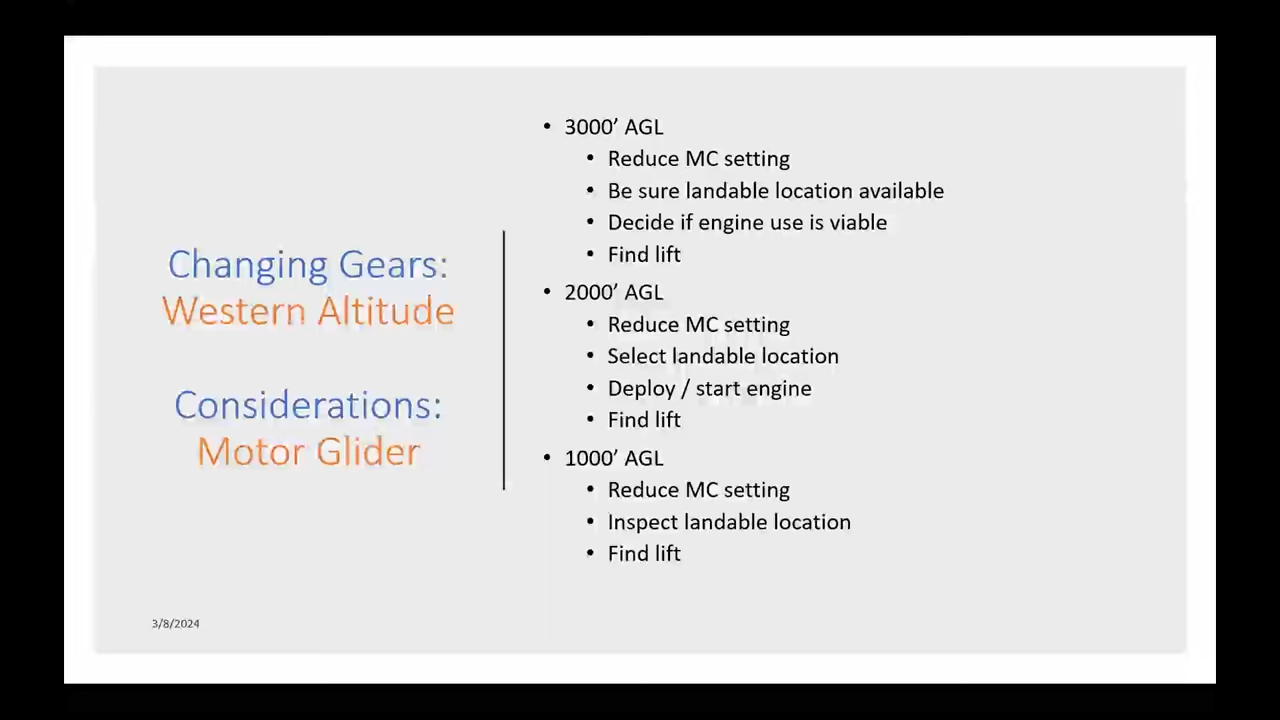 Changing Gears:
Western Altitude
Considerations:
Motor Glider
• 3000’ AGL
• Reduce MC setting
• Be sure landable location available
• Decide if engine use is viable
• Find lift
• 2000’ AGL
• Reduce MC setting
• Select landable location
• Deploy / start engine
• Find lift
• 1000’ AGL
• Reduce MC setting
• Inspect landable location
• Find lift
3/8/2024